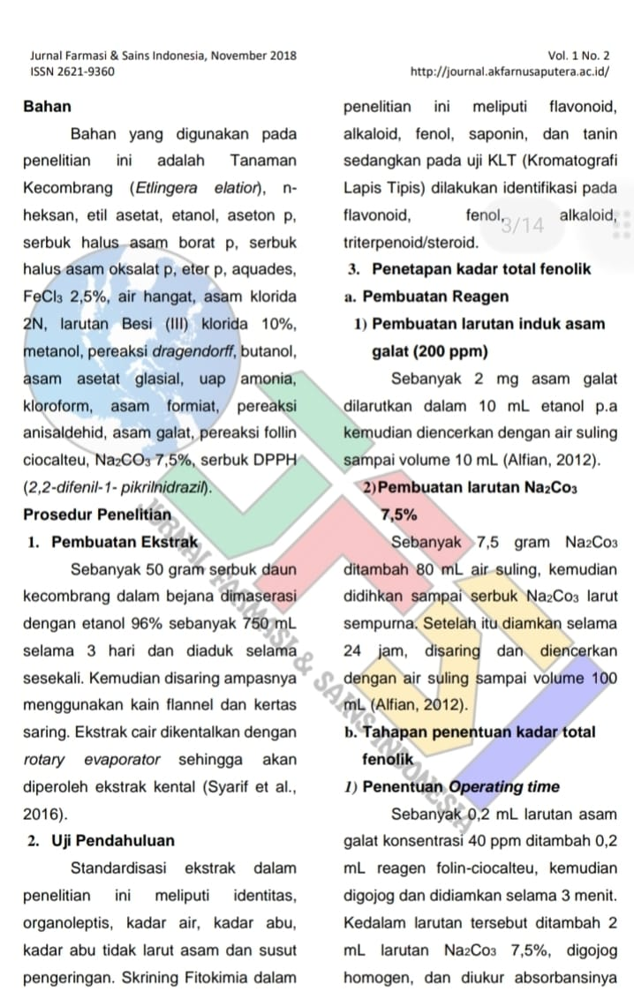 Jurnal Farmasi & Sains Indonesia, November 2018
ISSN 2621-9360
Vol. 1 No. 2
http://journal.akfarnusaputera.ac.id/
Bahan
Bahan yang digunakan pada
penelitian ini adalah Tanaman
Kecombrang (Etlingera elatior), n-
heksan, etil asetat, etanol, aseton p,
serbuk halus asam borat p, serbuk
halus asam oksalat p, eter p, aquades,
FeCl₃ 2,5%, air hangat, asam klorida
2N, larutan Besi (III) klorida 10%,
metanol, pereaksi dragendorff, butanol,
asam asetat glasial, uap amonia,
kloroform, asam formiat, pereaksi
anisaldehid, asam galat, pereaksi follin
ciocalteu, Na₂CO₃ 7,5%, serbuk DPPH
(2,2-difenil-1- pikrilnidrazil).
Prosedur Penelitian
1. Pembuatan Ekstrak
Sebanyak 50 gram serbuk daun
kecombrang dalam bejana dimaserasi
dengan etanol 96% sebanyak 750 mL
selama 3 hari dan diaduk selama
sesekali. Kemudian disaring ampasnya
menggunakan kain flannel dan kertas
saring. Ekstrak cair dikentalkan dengan
rotary evaporator sehingga akan
diperoleh ekstrak kental (Syarif et al.,
2016).
2. Uji Pendahuluan
Standardisasi ekstrak dalam
penelitian ini meliputi identitas,
organoleptis, kadar air, kadar abu,
kadar abu tidak larut asam dan susut
pengeringan. Skrining Fitokimia dalam
penelitian ini meliputi flavonoid,
alkaloid, fenol, saponin, dan tanin
sedangkan pada uji KLT (Kromatografi
Lapis Tipis) dilakukan identifikasi pada
flavonoid, fenol, alkaloid,
3/14
triterpenoid/steroid.
3. Penetapan kadar total fenolik
a. Pembuatan Reagen
1) Pembuatan larutan induk asam
galat (200 ppm)
Sebanyak 2 mg asam galat
dilarutkan dalam 10 mL etanol p.a
kemudian diencerkan dengan air suling
sampai volume 10 mL (Alfian, 2012).
2) Pembuatan larutan Na₂Co₃
7,5%
Sebanyak 7,5 gram Na₂Co₃
ditambah 80 mL air suling, kemudian
didihkan sampai serbuk Na₂Co₃ larut
sempurna. Setelah itu diamkan selama
24 jam, disaring dan diencerkan
dengan air suling sampai volume 100
mL (Alfian, 2012).
b. Tahapan penentuan kadar total
fenolik
1) Penentuan Operating time
Sebanyak 0,2 mL larutan asam
galat konsentrasi 40 ppm ditambah 0,2
mL reagen folin-ciocalteu, kemudian
digojog dan didiamkan selama 3 menit.
Kedalam larutan tersebut ditambah 2
mL larutan Na₂Co₃ 7,5%, digojog
homogen, dan diukur absorbansinya
JURNAL FARMASI & SAINS INDONESIA